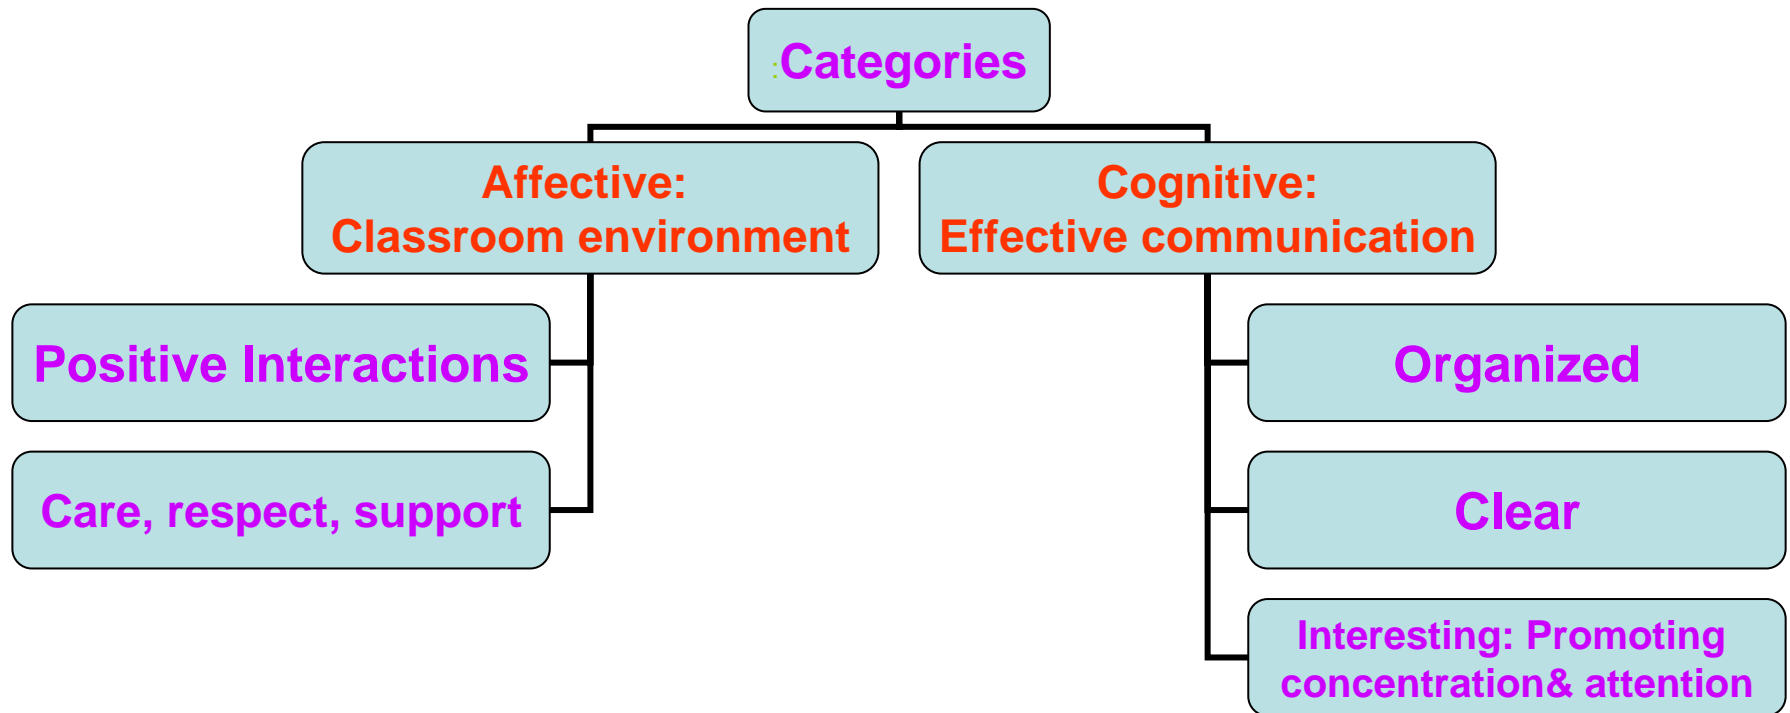 :Categories
Affective:
Classroom environment
Cognitive:
Effective communication
Positive Interactions
Care, respect, support
Organized
Clear
Interesting: Promoting
concentration& attention